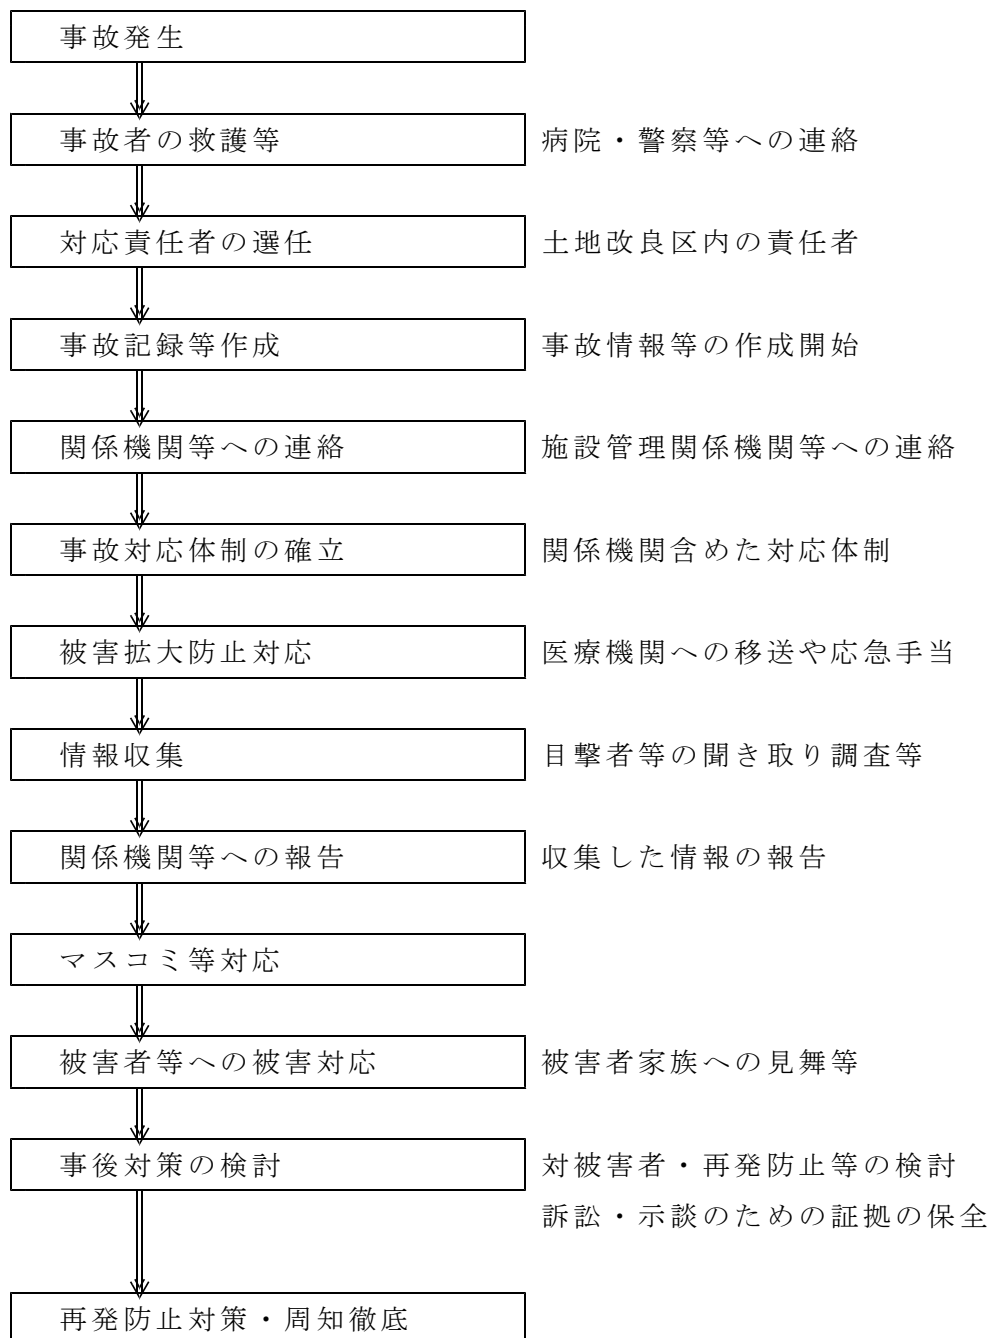 事故発生
事故者の救護等 病院・警察等への連絡
対応責任者の選任 土地改良区内の責任者
事故記録等作成 事故情報等の作成開始
関係機関等への連絡 施設管理関係機関等への連絡
事故対応体制の確立 関係機関含めた対応体制
被害拡大防止対応 医療機関への移送や応急手当
情報収集 目撃者等の聞き取り調査等
関係機関等への報告 収集した情報の報告
マスコミ等対応
被害者等への被害対応 被害者家族への見舞等
事後対策の検討 対被害者・再発防止等の検討
訴訟・示談のための証拠の保全
再発防止対策・周知徹底